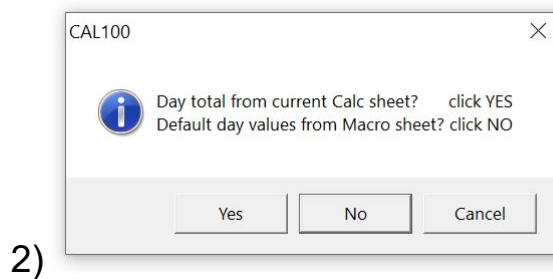 CAL100
Day total from current Calc sheet? click YES
Default day values from Macro sheet? click NO
Yes No Cancel
2)